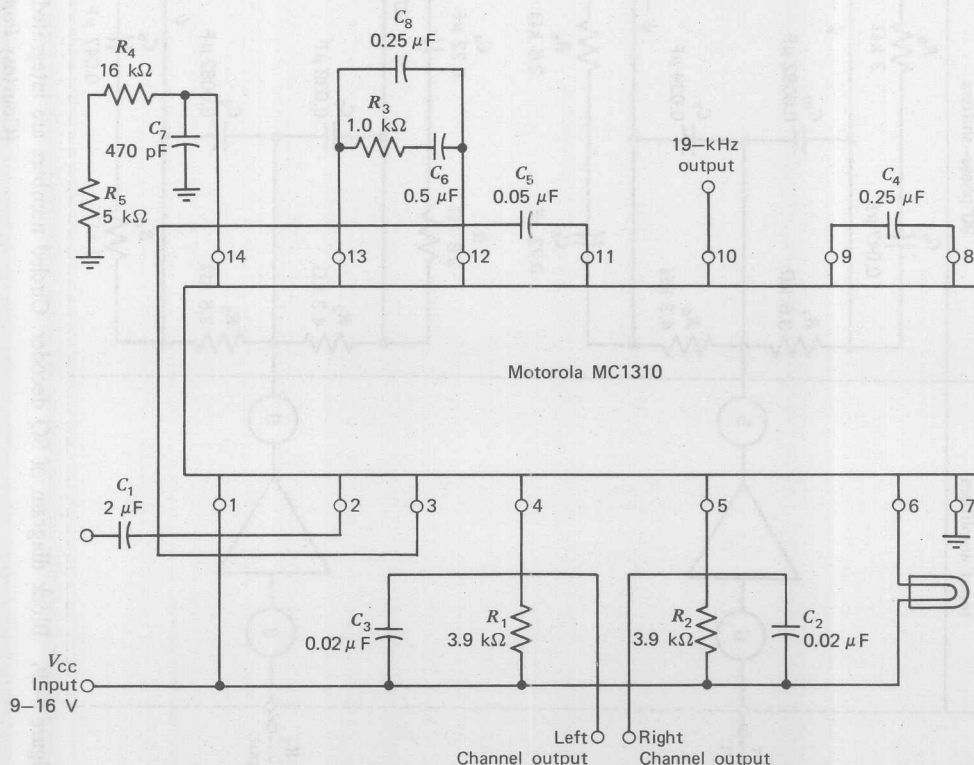 C8
0.25 μF
R4
16 kΩ
R3
1.0 kΩ
C7
470 pF
C6
0.5 μF
C5
0.05 μF
19–kHz
output
C4
0.25 μF
R5
5 kΩ
14
13
12
11
10
9
8
Motorola MC1310
C1
2 μF
1
2
3
4
5
6
7
C3
0.02 μF
R1
3.9 kΩ
R2
3.9 kΩ
C2
0.02 μF
VCC
Input
9–16 V
Left
Channel output
Right
Channel output